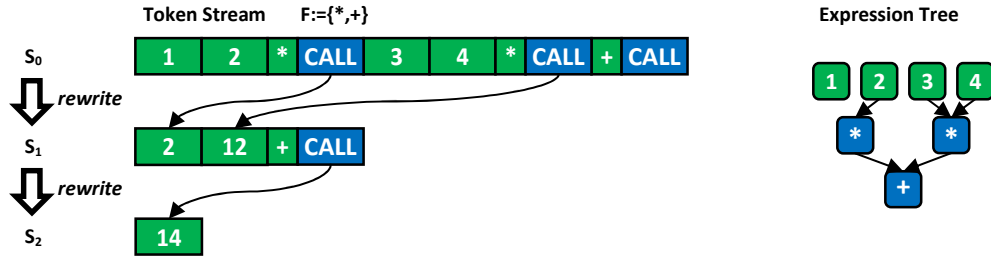 Token Stream F:={*,+} Expression Tree
S0 1 2 * CALL 3 4 * CALL + CALL
rewrite
1 2 3 4
S1 2 12 + CALL
* *
rewrite
+
S2 14